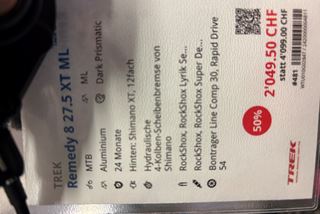 TREK
Remedy 8 27.5 XT ML
MTB
ML
Aluminium
Dark Prismatic
24 Monate
Hinten: Shimano XT, 12fach
Hydraulische
4-Kolben-Scheibenbremse von
Shimano
RockShox, RockShox Lyrik Se...
RockShox, RockShox Super De...
Bontrager Line Comp 30, Rapid Drive
54
50%
2'049.50 CHF
statt 4'099.00 CHF
#481
TREK